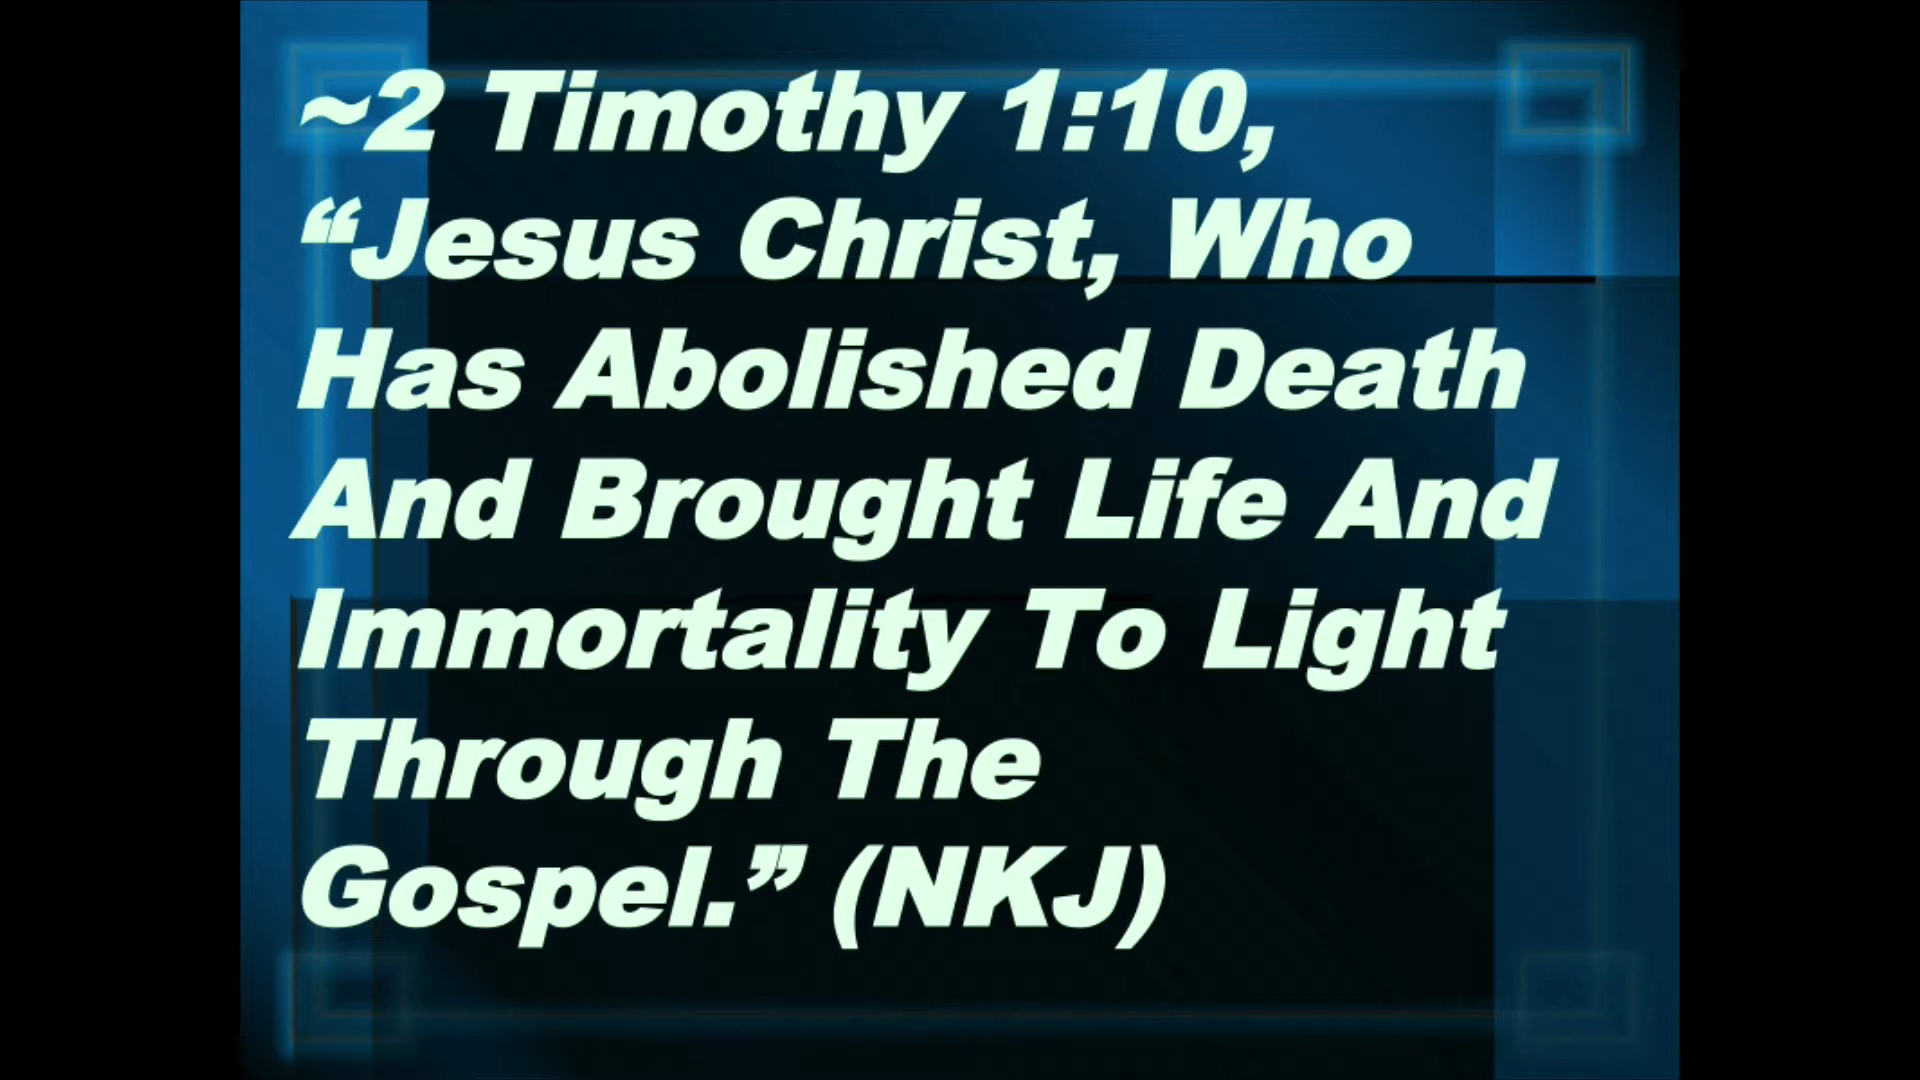 ~2 Timothy 1:10,
“Jesus Christ, Who
Has Abolished Death
And Brought Life And
Immortality To Light
Through The
Gospel.” (NKJ)